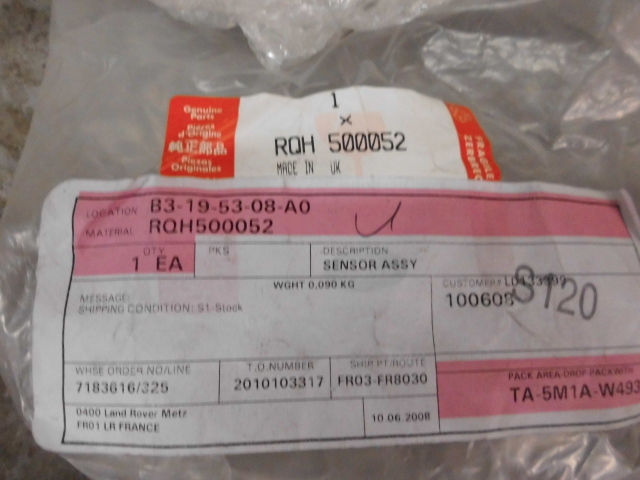 Genuine
Parts
Pièces
d'origine
純正部品
Piezas
Originales
1
×
RQH 500052
MADE IN UK
FRAGILE
LOCATION B3-19-53-08-A0
MATERIAL RQH500052
QTY
1 EA
PKS
DESCRIPTION
SENSOR ASSY
WGHT 0.090 KG
MESSAGE:
SHIPPING CONDITION: S1-Stock
CUSTOMER#
S120
WHSE ORDER NO/LINE
7183616/325
T.O.NUMBER
2010103317
SHIP PT/ROUTE
FR03-FR8030
PACK AREA-DROP-PACK WITH
TA-5M1A-W493
0400 Land Rover Metz
FR01 LR FRANCE
10.06.2008